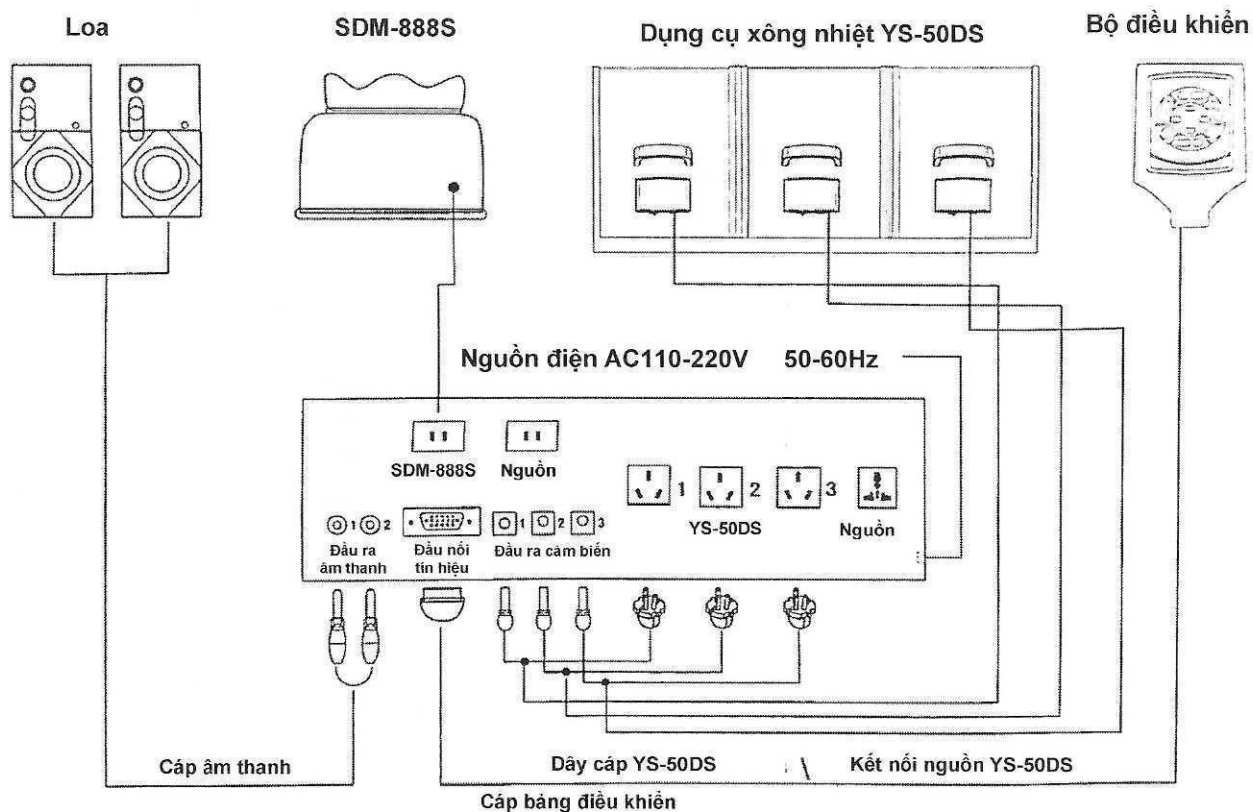 Loa
SDM-888S
Dụng cụ xông nhiệt YS-50DS
Bộ điều khiển
Nguồn điện AC110-220V 50-60Hz
SDM-888S
Nguồn
1
2
3
YS-50DS
Nguồn
1 2
1 2 3
Đầu ra
âm thanh
Đầu nối
tín hiệu
Đầu ra cảm biến
Cáp âm thanh
Dây cáp YS-50DS
Kết nối nguồn YS-50DS
Cáp bảng điều khiển